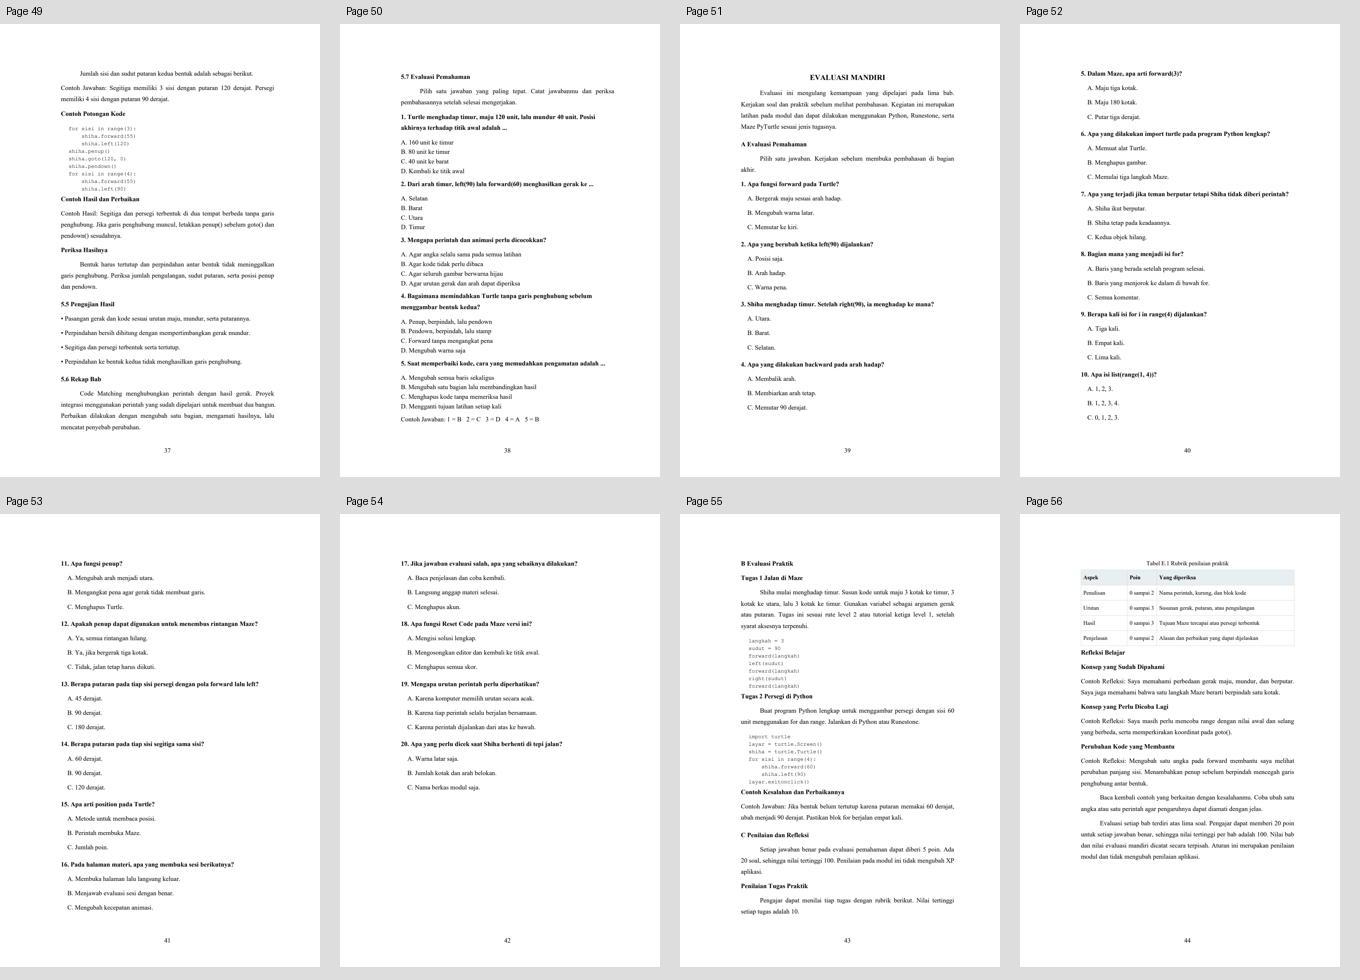 Page 49
Jumlah sisi dan sudut putaran kedua bentuk adalah sebagai berikut.
Contoh Jawaban: Segitiga memiliki 3 sisi dengan putaran 120 derajat. Persegi
memiliki 4 sisi dengan putaran 90 derajat.
Contoh Potongan Kode
for sisi in range(3):
    shiha.forward(55)
    shiha.left(120)
shiha.penup()
shiha.goto(120, 0)
shiha.pendown()
for sisi in range(4):
    shiha.forward(55)
    shiha.left(90)
Contoh Hasil dan Perbaikan
Contoh Hasil: Segitiga dan persegi terbentuk di dua tempat berbeda tanpa garis
penghubung. Jika garis penghubung muncul, letakkan penup() sebelum goto() dan
pendown() sesudahnya.
Periksa Hasilnya
Bentuk harus tertutup dan perpindahan antar bentuk tidak meninggalkan
garis penghubung. Periksa jumlah pengulangan, sudut putaran, serta posisi penup
dan pendown.
5.5 Pengujian Hasil
• Pasangan gerak dan kode sesuai urutan maju, mundur, serta putarannya.
• Perpindahan bersih dihitung dengan mempertimbangkan gerak mundur.
• Segitiga dan persegi terbentuk serta tertutup.
• Perpindahan ke bentuk kedua tidak menghasilkan garis penghubung.
5.6 Rekap Bab
Code Matching menghubungkan perintah dengan hasil gerak. Proyek
integrasi menggunakan perintah yang sudah dipelajari untuk membuat dua bangun.
Perbaikan dilakukan dengan mengubah satu bagian, mengamati hasilnya, lalu
mencatat penyebab perubahan.
37
Page 50
5.7 Evaluasi Pemahaman
Pilih satu jawaban yang paling tepat. Catat jawabanmu dan periksa
pembahasannya setelah selesai mengerjakan.
1. Turtle menghadap timur, maju 120 unit, lalu mundur 40 unit. Posisi
akhirnya terhadap titik awal adalah ...
A. 160 unit ke timur
B. 80 unit ke timur
C. 40 unit ke barat
D. Kembali ke titik awal
2. Dari arah timur, left(90) lalu forward(60) menghasilkan gerak ke ...
A. Selatan
B. Barat
C. Utara
D. Timur
3. Mengapa perintah dan animasi perlu dicocokkan?
A. Agar angka selalu sama pada semua latihan
B. Agar kode tidak perlu dibaca
C. Agar seluruh gambar berwarna hijau
D. Agar urutan gerak dan arah dapat diperiksa
4. Bagaimana memindahkan Turtle tanpa garis penghubung sebelum
menggambar bentuk kedua?
A. Penup, berpindah, lalu pendown
B. Pendown, berpindah, lalu stamp
C. Forward tanpa mengangkat pena
D. Mengubah warna saja
5. Saat memperbaiki kode, cara yang memudahkan pengamatan adalah ...
A. Mengubah semua baris sekaligus
B. Mengubah satu bagian lalu membandingkan hasil
C. Menghapus kode tanpa memeriksa hasil
D. Mengganti tujuan latihan setiap kali
Contoh Jawaban: 1 = B 2 = C 3 = D 4 = A 5 = B
38
Page 51
EVALUASI MANDIRI
Evaluasi ini mengulang kemampuan yang dipelajari pada lima bab.
Kerjakan soal dan praktik sebelum melihat pembahasan. Kegiatan ini merupakan
latihan pada modul dan dapat dilakukan menggunakan Python, Runestone, serta
Maze PyTurtle sesuai jenis tugasnya.
A Evaluasi Pemahaman
Pilih satu jawaban. Kerjakan sebelum membuka pembahasan di bagian
akhir.
1. Apa fungsi forward pada Turtle?
A. Bergerak maju sesuai arah hadap.
B. Mengubah warna latar.
C. Memutar ke kiri.
2. Apa yang berubah ketika left(90) dijalankan?
A. Posisi saja.
B. Arah hadap.
C. Warna pena.
3. Shiha menghadap timur. Setelah right(90), ia menghadap ke mana?
A. Utara.
B. Barat.
C. Selatan.
4. Apa yang dilakukan backward pada arah hadap?
A. Membalik arah.
B. Membiarkan arah tetap.
C. Memutar 90 derajat.
39
Page 52
5. Dalam Maze, apa arti forward(3)?
A. Maju tiga kotak.
B. Maju 180 kotak.
C. Putar tiga derajat.
6. Apa yang dilakukan import turtle pada program Python lengkap?
A. Memuat alat Turtle.
B. Menghapus gambar.
C. Memulai tiga langkah Maze.
7. Apa yang terjadi jika teman berputar tetapi Shiha tidak diberi perintah?
A. Shiha ikut berputar.
B. Shiha tetap pada keadaannya.
C. Kedua objek hilang.
8. Bagian mana yang menjadi isi for?
A. Baris yang berada setelah program selesai.
B. Baris yang menjorok ke dalam di bawah for.
C. Semua komentar.
9. Berapa kali isi for i in range(4) dijalankan?
A. Tiga kali.
B. Empat kali.
C. Lima kali.
10. Apa isi list(range(1, 4))?
A. 1, 2, 3.
B. 1, 2, 3, 4.
C. 0, 1, 2, 3.
40
Page 53
11. Apa fungsi penup?
A. Mengubah arah menjadi utara.
B. Mengangkat pena agar gerak tidak membuat garis.
C. Menghapus Turtle.
12. Apakah penup dapat digunakan untuk menembus rintangan Maze?
A. Ya, semua rintangan hilang.
B. Ya, jika bergerak tiga kotak.
C. Tidak, jalan tetap harus diikuti.
13. Berapa putaran pada tiap sisi persegi dengan pola forward lalu left?
A. 45 derajat.
B. 90 derajat.
C. 180 derajat.
14. Berapa putaran pada tiap sisi segitiga sama sisi?
A. 60 derajat.
B. 90 derajat.
C. 120 derajat.
15. Apa arti position pada Turtle?
A. Metode untuk membaca posisi.
B. Perintah membuka Maze.
C. Jumlah poin.
16. Pada halaman materi, apa yang membuka sesi berikutnya?
A. Membuka halaman lalu langsung keluar.
B. Menjawab evaluasi sesi dengan benar.
C. Mengubah kecepatan animasi.
41
Page 54
17. Jika jawaban evaluasi salah, apa yang sebaiknya dilakukan?
A. Baca penjelasan dan coba kembali.
B. Langsung anggap materi selesai.
C. Menghapus akun.
18. Apa fungsi Reset Code pada Maze versi ini?
A. Mengisi solusi lengkap.
B. Mengosongkan editor dan kembali ke titik awal.
C. Menghapus semua skor.
19. Mengapa urutan perintah perlu diperhatikan?
A. Karena komputer memilih urutan secara acak.
B. Karena tiap perintah selalu berjalan bersamaan.
C. Karena perintah dijalankan dari atas ke bawah.
20. Apa yang perlu dicek saat Shiha berhenti di tepi jalan?
A. Warna latar saja.
B. Jumlah kotak dan arah belokan.
C. Nama berkas modul saja.
42
Page 55
B Evaluasi Praktik
Tugas 1 Jalan di Maze
Shiha mulai menghadap timur. Susun kode untuk maju 3 kotak ke timur, 3
kotak ke utara, lalu 3 kotak ke timur. Gunakan variabel sebagai argumen gerak
atau putaran. Tugas ini sesuai rute level 2 atau tutorial ketiga level 1, setelah
syarat aksesnya terpenuhi.
langkah = 3
sudut = 90
forward(langkah)
left(sudut)
forward(langkah)
right(sudut)
forward(langkah)
Tugas 2 Persegi di Python
Buat program Python lengkap untuk menggambar persegi dengan sisi 60
unit menggunakan for dan range. Jalankan di Python atau Runestone.
import turtle
layar = turtle.Screen()
shiha = turtle.Turtle()
for sisi in range(4):
    shiha.forward(60)
    shiha.left(90)
layar.exitonclick()
Contoh Kesalahan dan Perbaikannya
Contoh Jawaban: Jika bentuk belum tertutup karena putaran memakai 60 derajat,
ubah menjadi 90 derajat. Pastikan blok for berjalan empat kali.
C Penilaian dan Refleksi
Setiap jawaban benar pada evaluasi pemahaman dapat diberi 5 poin. Ada
20 soal, sehingga nilai tertinggi 100. Penilaian pada modul ini tidak mengubah XP
aplikasi.
Penilaian Tugas Praktik
Pengajar dapat menilai tiap tugas dengan rubrik berikut. Nilai tertinggi
setiap tugas adalah 10.
43
Page 56
Tabel E.1 Rubrik penilaian praktik
Aspek Poin Yang diperiksa
Penulisan 0 sampai 2 Nama perintah, kurung, dan blok kode
Urutan 0 sampai 3 Susunan gerak, putaran, atau pengulangan
Hasil 0 sampai 3 Tujuan Maze tercapai atau persegi terbentuk
Penjelasan 0 sampai 2 Alasan dan perbaikan yang dapat dijelaskan
Refleksi Belajar
Konsep yang Sudah Dipahami
Contoh Refleksi: Saya memahami perbedaan gerak maju, mundur, dan berputar.
Saya juga memahami bahwa satu langkah Maze berarti berpindah satu kotak.
Konsep yang Perlu Dicoba Lagi
Contoh Refleksi: Saya masih perlu mencoba range dengan nilai awal dan selang
yang berbeda, serta memperkirakan koordinat pada goto().
Perubahan Kode yang Membantu
Contoh Refleksi: Mengubah satu angka pada forward membantu saya melihat
perubahan panjang sisi. Menambahkan penup sebelum berpindah mencegah garis
penghubung antar bentuk.
Baca kembali contoh yang berkaitan dengan kesalahanmu. Coba ubah satu
angka atau satu perintah agar pengaruhnya dapat diamati dengan jelas.
Evaluasi setiap bab terdiri atas lima soal. Pengajar dapat memberi 20 poin
untuk setiap jawaban benar, sehingga nilai tertinggi per bab adalah 100. Nilai bab
dan nilai evaluasi mandiri dicatat secara terpisah. Aturan ini merupakan penilaian
modul dan tidak mengubah penilaian aplikasi.
44